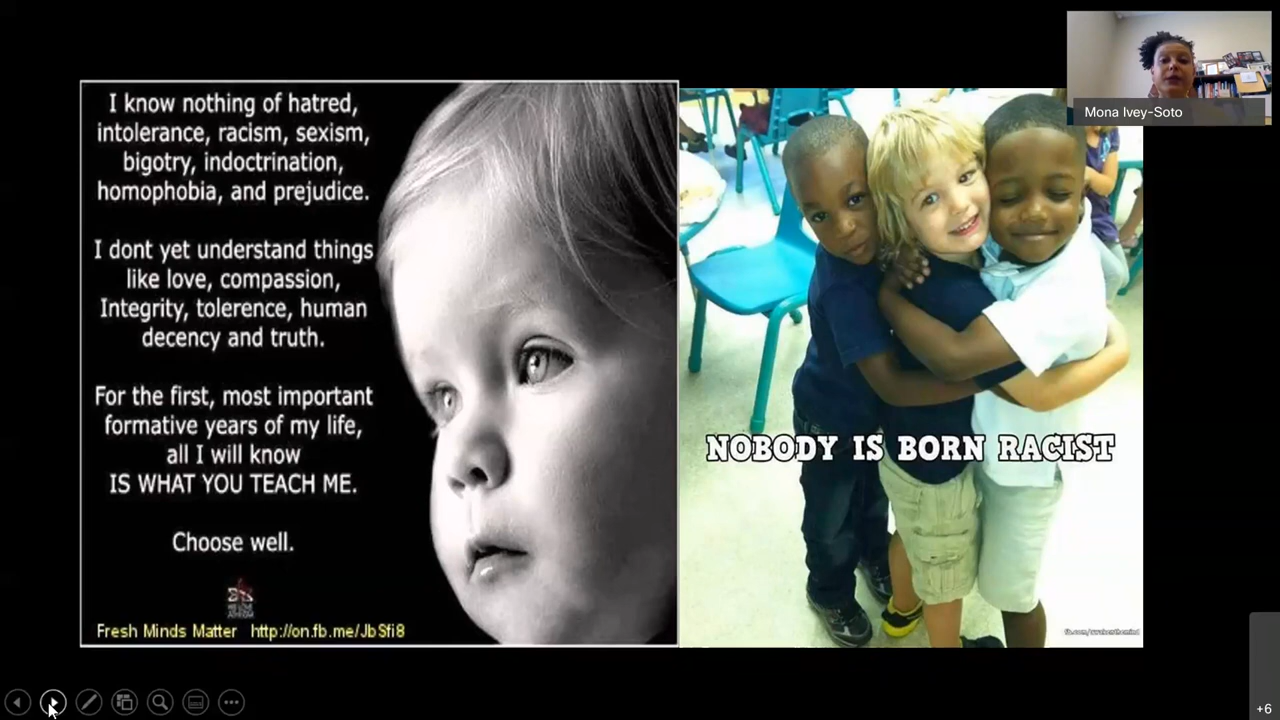 I know nothing of hatred,
intolerance, racism, sexism,
bigotry, indoctrination,
homophobia, and prejudice.
I dont yet understand things
like love, compassion,
Integrity, tolerence, human
decency and truth.
For the first, most important
formative years of my life,
all I will know
IS WHAT YOU TEACH ME.
Choose well.
Fresh Minds Matter http://on.fb.me/JbSfi8
NOBODY IS BORN RACIST
fb.com/awakenthemind
Mona Ivey-Soto
+6